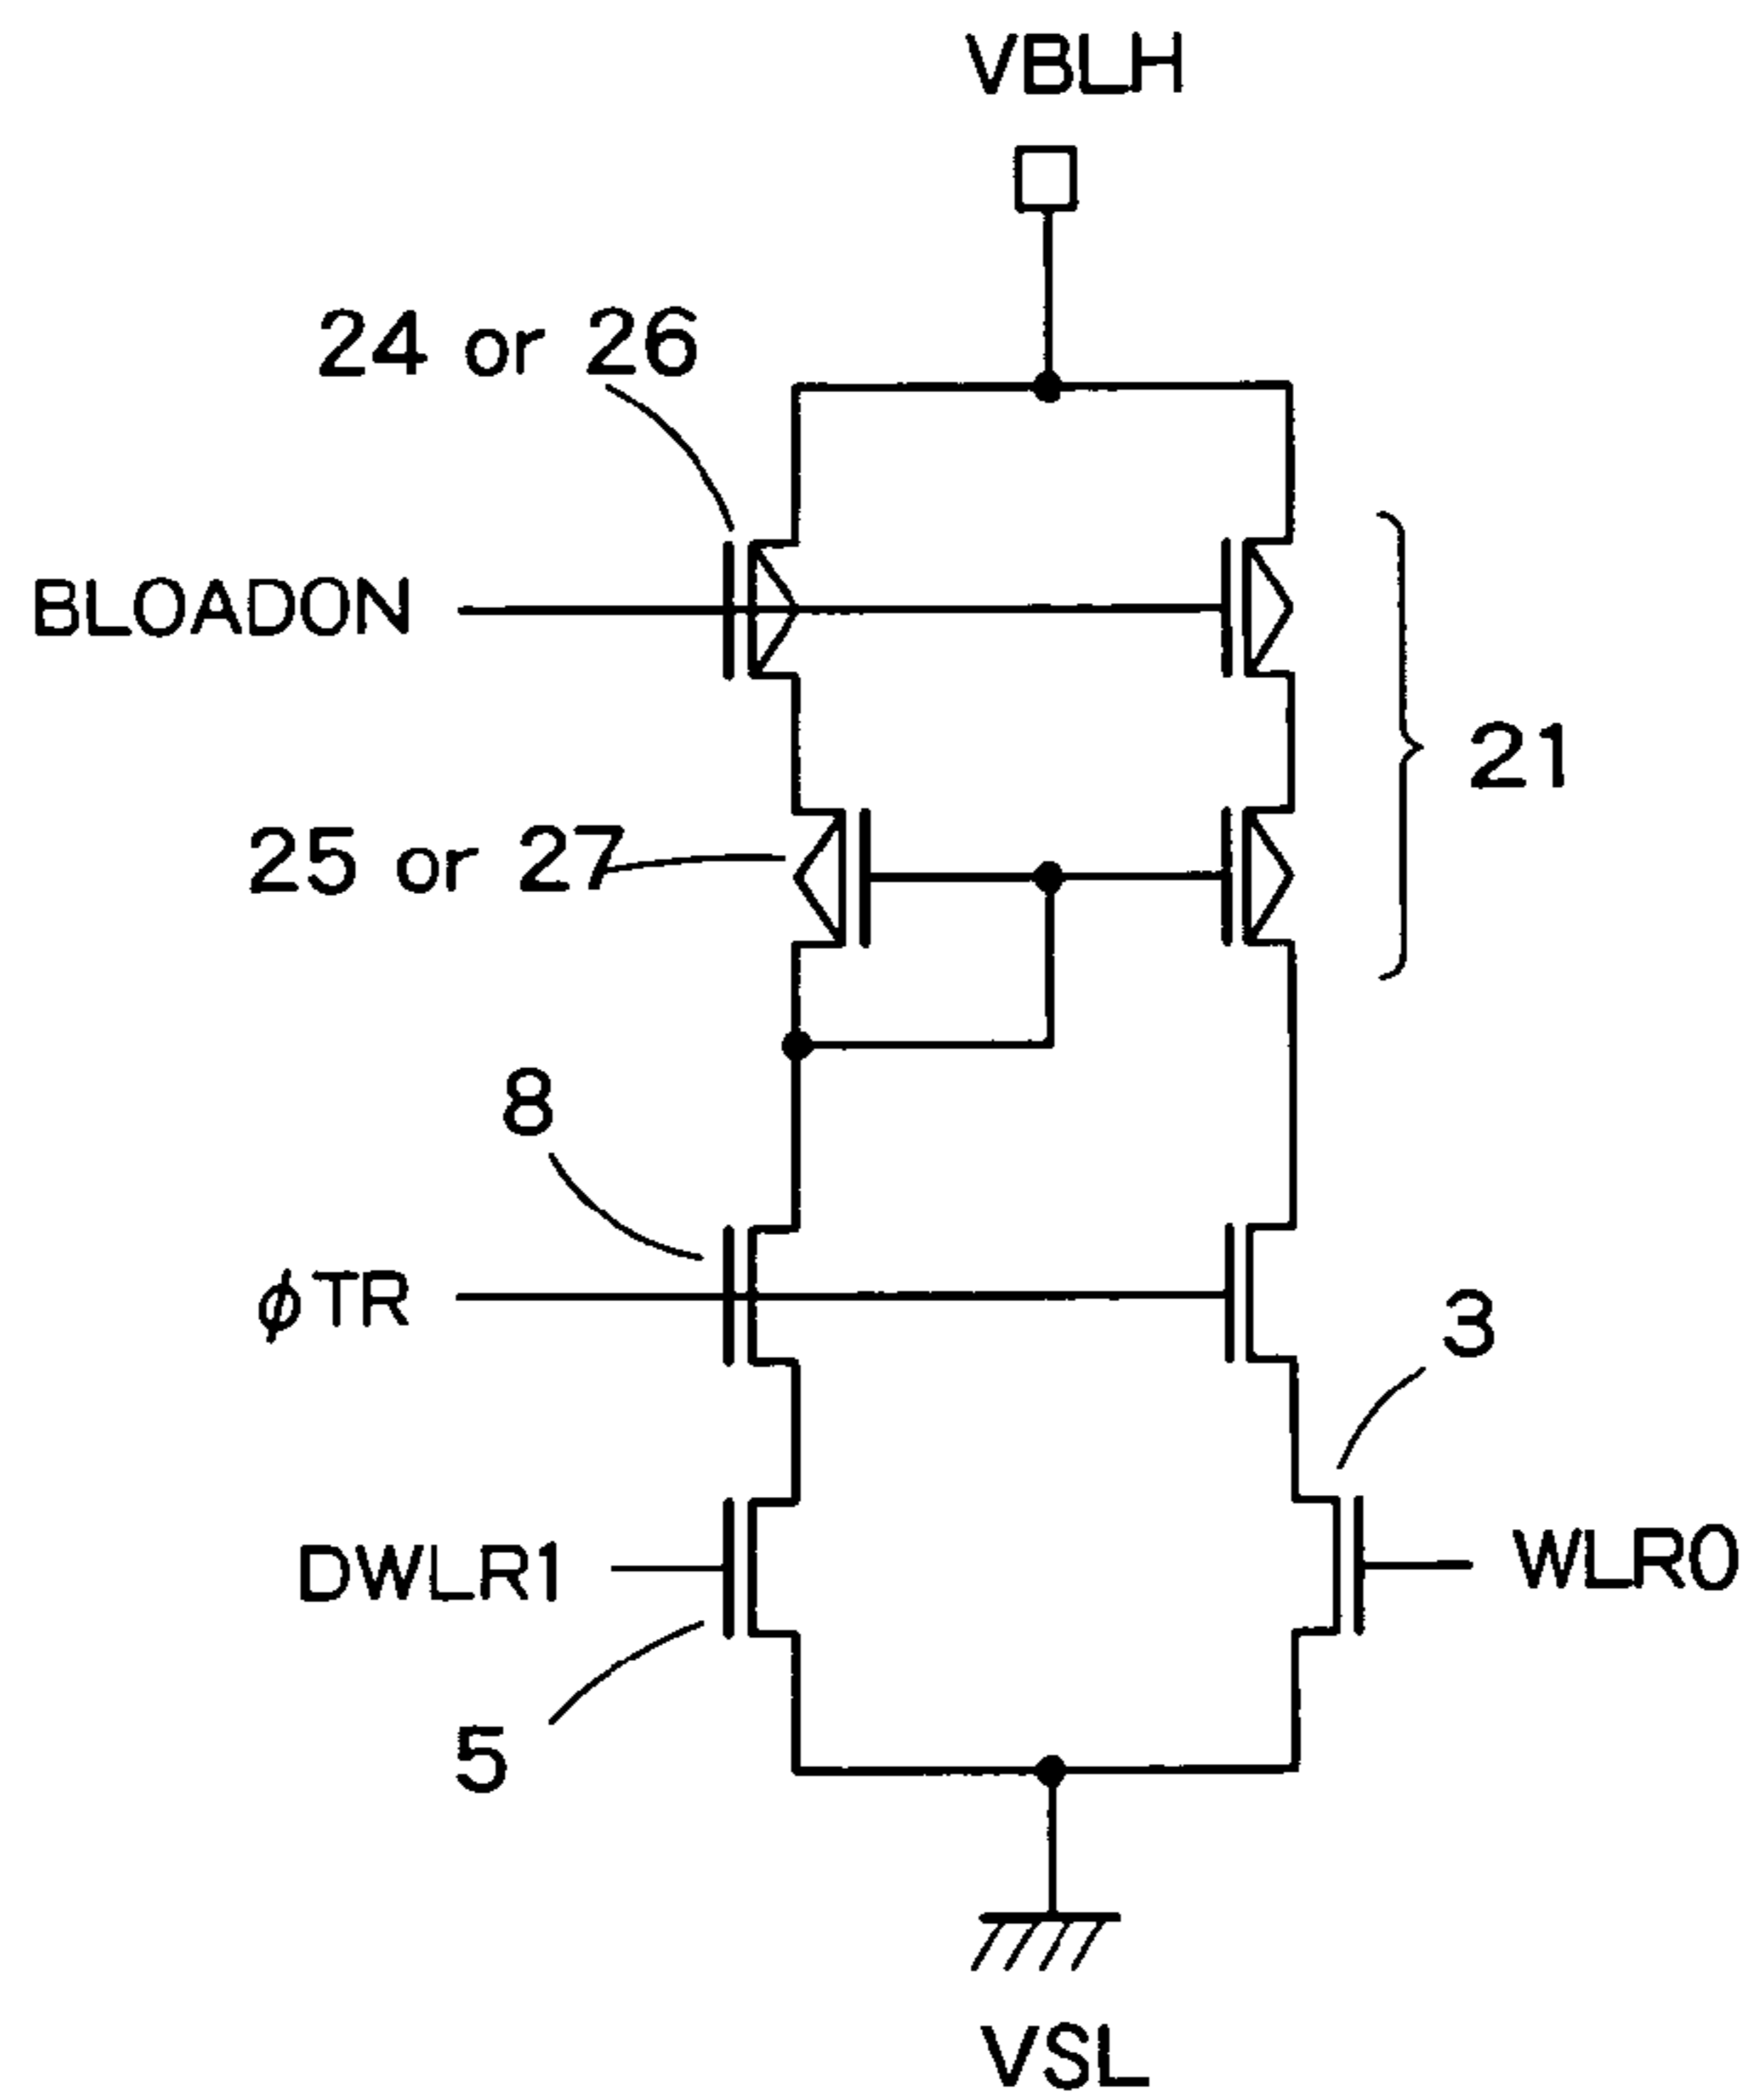 VBLH
24 or 26
BLOADON
21
25 or 27
8
φTR
3
DWLR1
WLR0
5
VSL